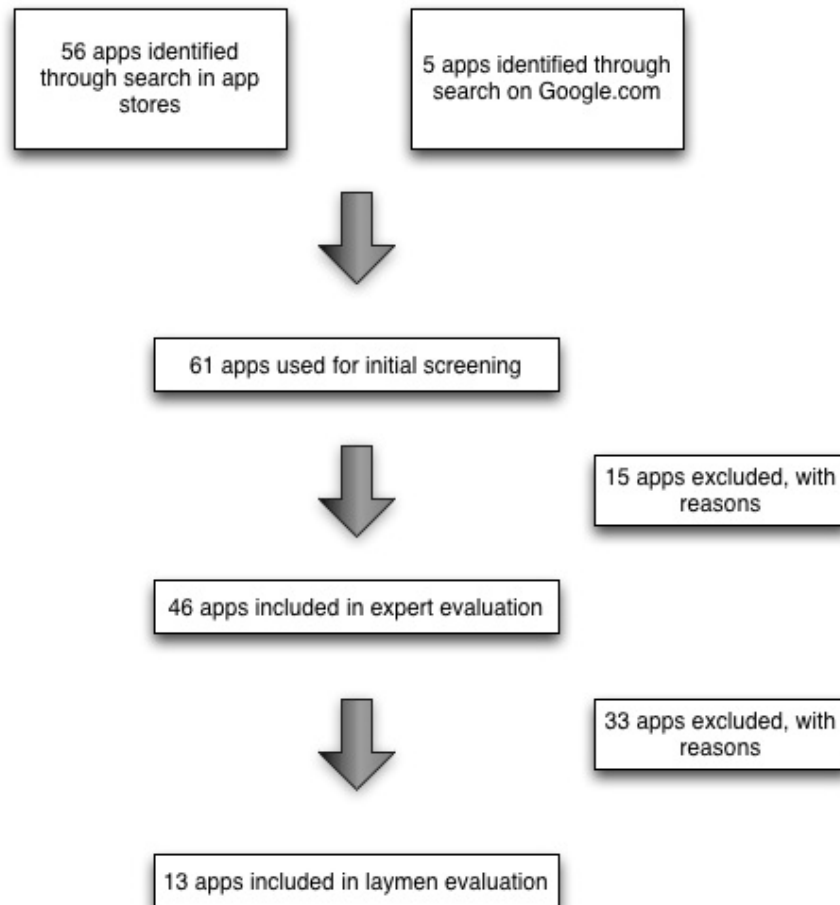 56 apps identified
through search in app
stores
5 apps identified through
search on Google.com
61 apps used for initial screening
15 apps excluded, with
reasons
46 apps included in expert evaluation
33 apps excluded, with
reasons
13 apps included in laymen evaluation